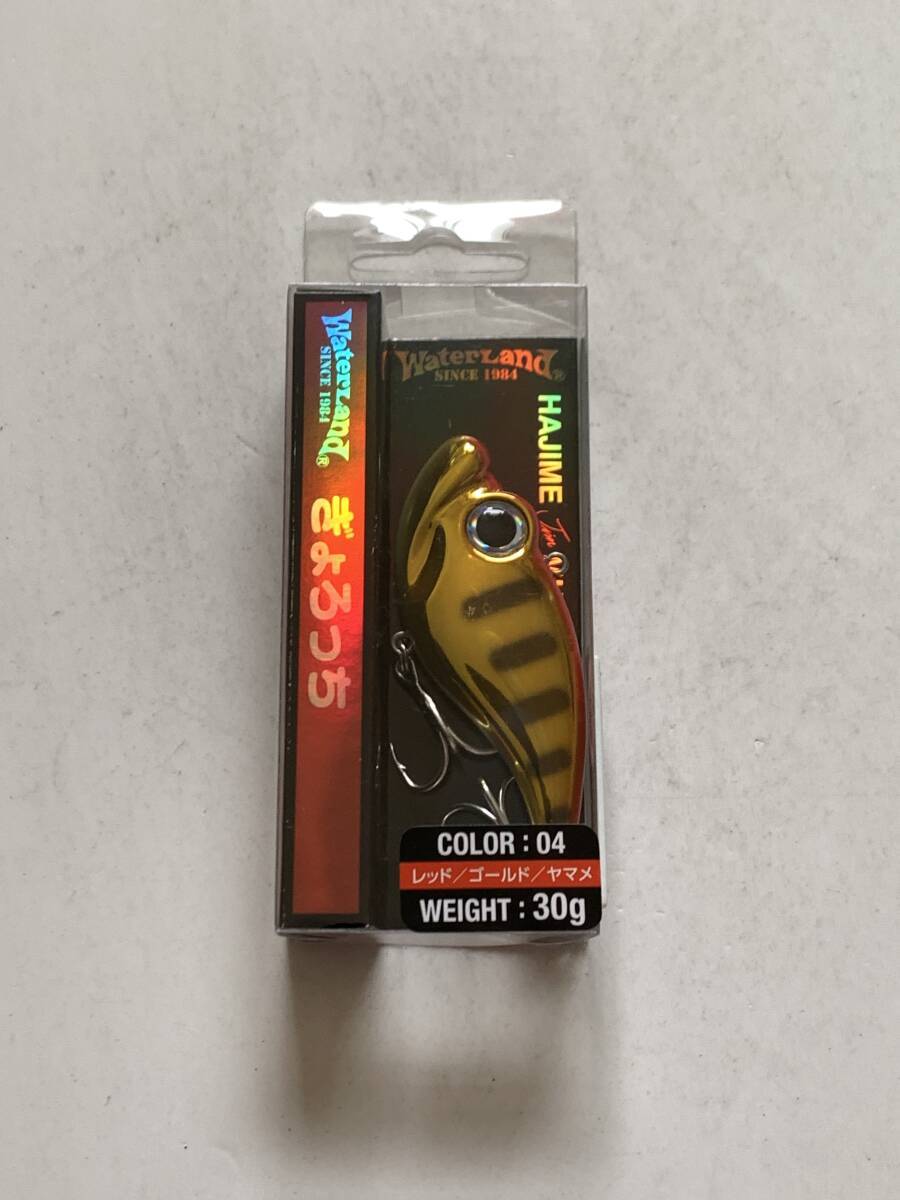 WaterLand®
SINCE 1984
ぎょろっち
WaterLand®
SINCE 1984
HAJIME
COLOR : 04
レッド／ゴールド／ヤマメ
WEIGHT : 30g